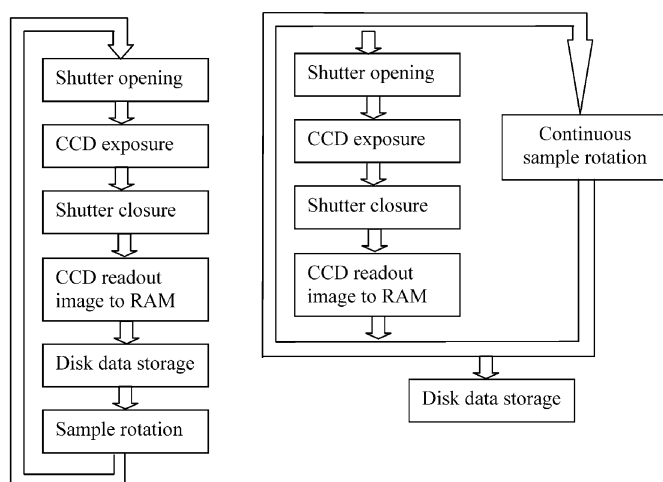 Shutter opening
CCD exposure
Shutter closure
CCD readout
image to RAM
Disk data storage
Sample rotation
Shutter opening
CCD exposure
Shutter closure
CCD readout
image to RAM
Continuous
sample rotation
Disk data storage